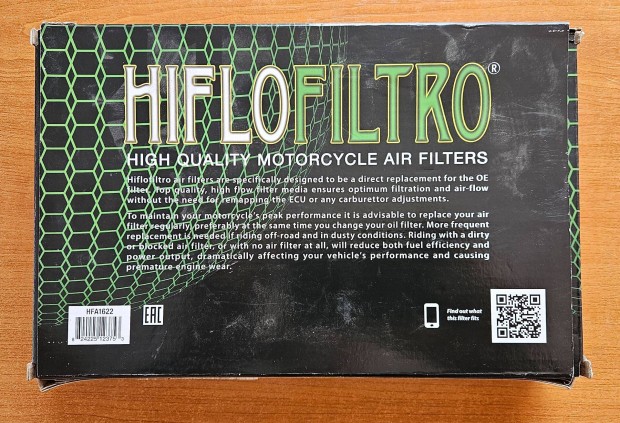 HIFLOFILTRO®
HIGH QUALITY MOTORCYCLE AIR FILTERS
Hiflofiltro air filters are specifically designed to be a direct replacement for the OE
filter. Top quality, high flow filter media ensures optimum filtration and air-flow
without the need for remapping the ECU or any carburettor adjustments.
To maintain your motorcycle's peak performance it is advisable to replace your air
filter regularly, preferably at the same time you change your oil filter. More frequent
replacement is needed if riding off-road and in dusty conditions. Riding with a dirty
or blocked air filter, or with no air filter at all, will reduce both fuel efficiency and
power output, dramatically affecting your vehicle's performance and causing
premature engine wear.
HFA1622
8 24225 12375 3
EAC
Find out what
this filter fits